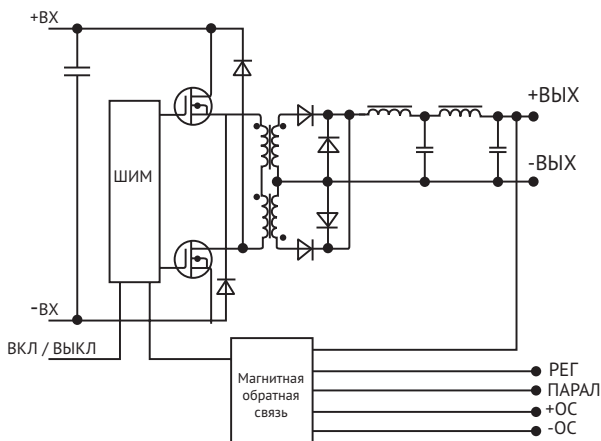 +ВХ
+ВЫХ
ШИМ
-ВЫХ
-ВХ
ВКЛ / ВЫКЛ
Магнитная
обратная
связь
РЕГ
ПАРАЛ
+ОС
-ОС